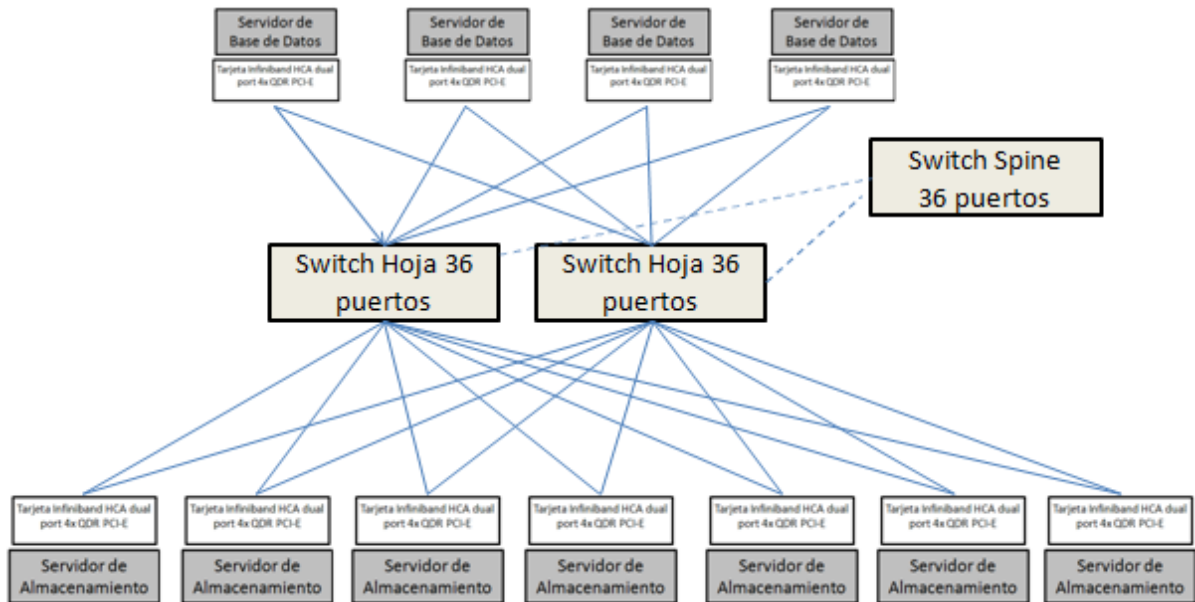 Servidor de
Base de Datos
Tarjeta Infiniband HCA dual
port 4x QDR PCI-E
Servidor de
Base de Datos
Tarjeta Infiniband HCA dual
port 4x QDR PCI-E
Servidor de
Base de Datos
Tarjeta Infiniband HCA dual
port 4x QDR PCI-E
Servidor de
Base de Datos
Tarjeta Infiniband HCA dual
port 4x QDR PCI-E
Switch Spine
36 puertos
Switch Hoja 36
puertos
Switch Hoja 36
puertos
Tarjeta Infiniband HCA dual
port 4x QDR PCI-E
Servidor de
Almacenamiento
Tarjeta Infiniband HCA dual
port 4x QDR PCI-E
Servidor de
Almacenamiento
Tarjeta Infiniband HCA dual
port 4x QDR PCI-E
Servidor de
Almacenamiento
Tarjeta Infiniband HCA dual
port 4x QDR PCI-E
Servidor de
Almacenamiento
Tarjeta Infiniband HCA dual
port 4x QDR PCI-E
Servidor de
Almacenamiento
Tarjeta Infiniband HCA dual
port 4x QDR PCI-E
Servidor de
Almacenamiento
Tarjeta Infiniband HCA dual
port 4x QDR PCI-E
Servidor de
Almacenamiento